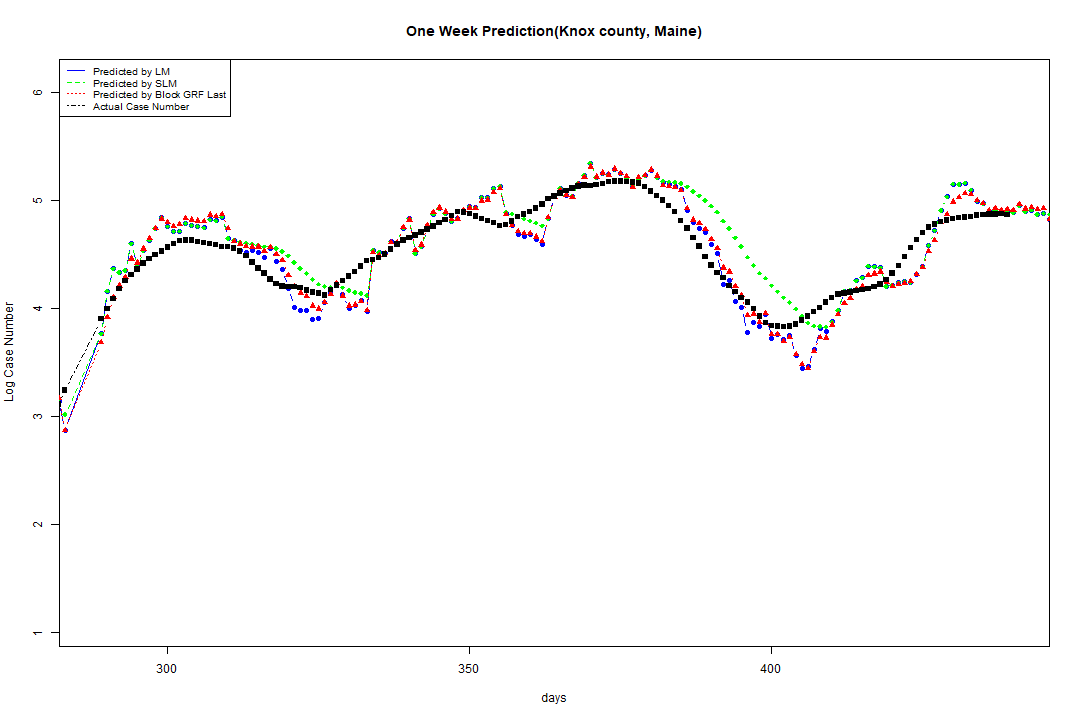 One Week Prediction(Knox county, Maine)
Predicted by LM
Predicted by SLM
Predicted by Block GRF Last
Actual Case Number
6
5
4
3
2
1
Log Case Number
300
350
400
days